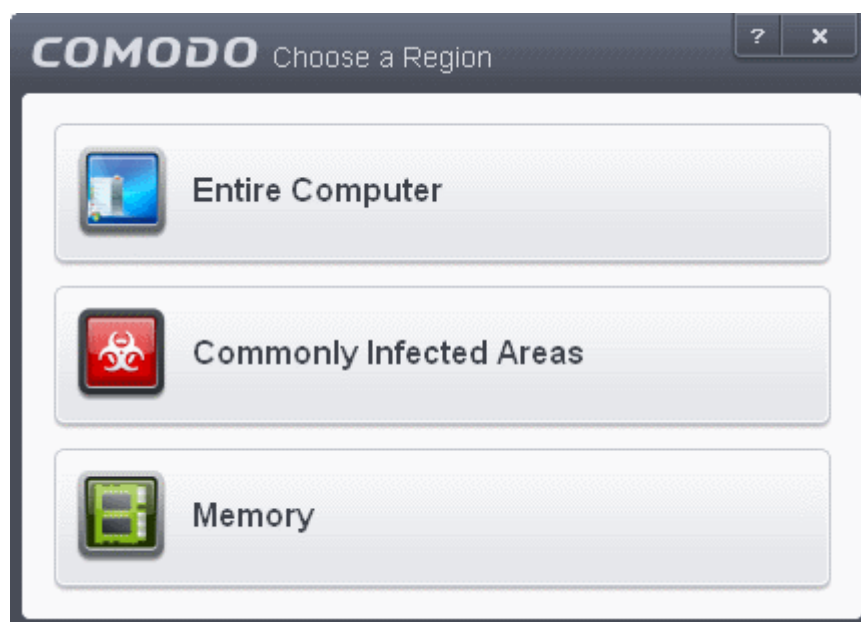 COMODO Choose a Region
? x
Entire Computer
Commonly Infected Areas
Memory